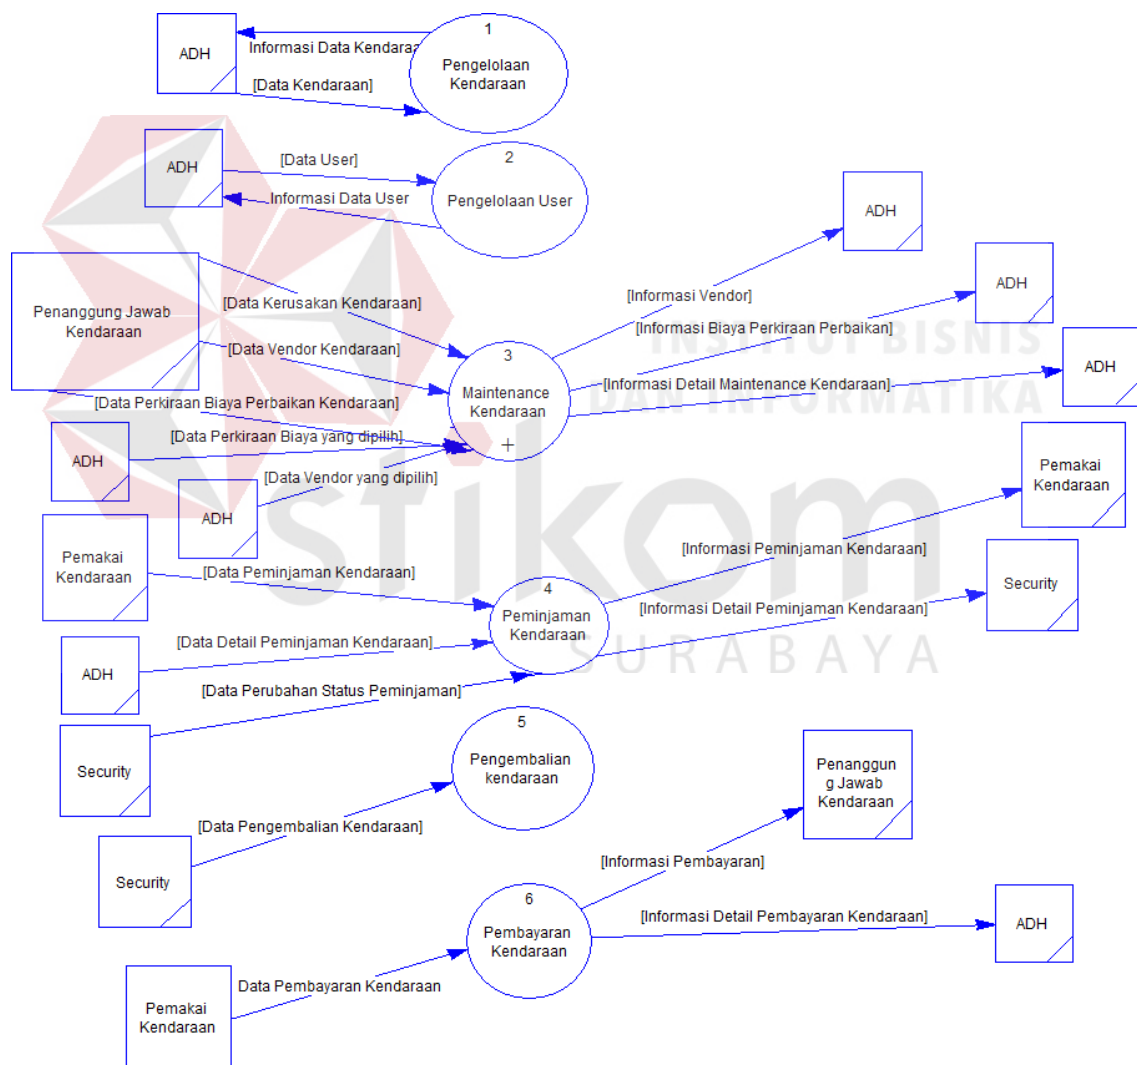 1
ADH
Informasi Data Kendaraa
Pengelolaan
Kendaraan
[Data Kendaraan]
2
ADH
[Data User]
Informasi Data User
Pengelolaan User
ADH
Penanggung Jawab
Kendaraan
[Data Kerusakan Kendaraan]
[Informasi Vendor]
ADH
[Data Vendor Kendaraan]
3
Maintenance
Kendaraan
[Informasi Biaya Perkiraan Perbaikan]
INSTITUT BISNIS
DAN INFORMATIKA
[Informasi Detail Maintenance Kendaraan]
ADH
[Data Perkiraan Biaya Perbaikan Kendaraan]
[Data Perkiraan Biaya yang dipilih]
ADH
[Data Vendor yang dipilih]
ADH
stikom
SURABAYA
Pemakai
Kendaraan
Pemakai
Kendaraan
[Data Peminjaman Kendaraan]
4
Peminjaman
Kendaraan
[Informasi Peminjaman Kendaraan]
Security
[Informasi Detail Peminjaman Kendaraan]
ADH
[Data Detail Peminjaman Kendaraan]
[Data Perubahan Status Peminjaman]
Security
5
Pengembalian
kendaraan
Security
[Data Pengembalian Kendaraan]
Penanggun
g Jawab
Kendaraan
[Informasi Pembayaran]
6
Pembayaran
Kendaraan
[Informasi Detail Pembayaran Kendaraan]
ADH
Data Pembayaran Kendaraan
Pemakai
Kendaraan